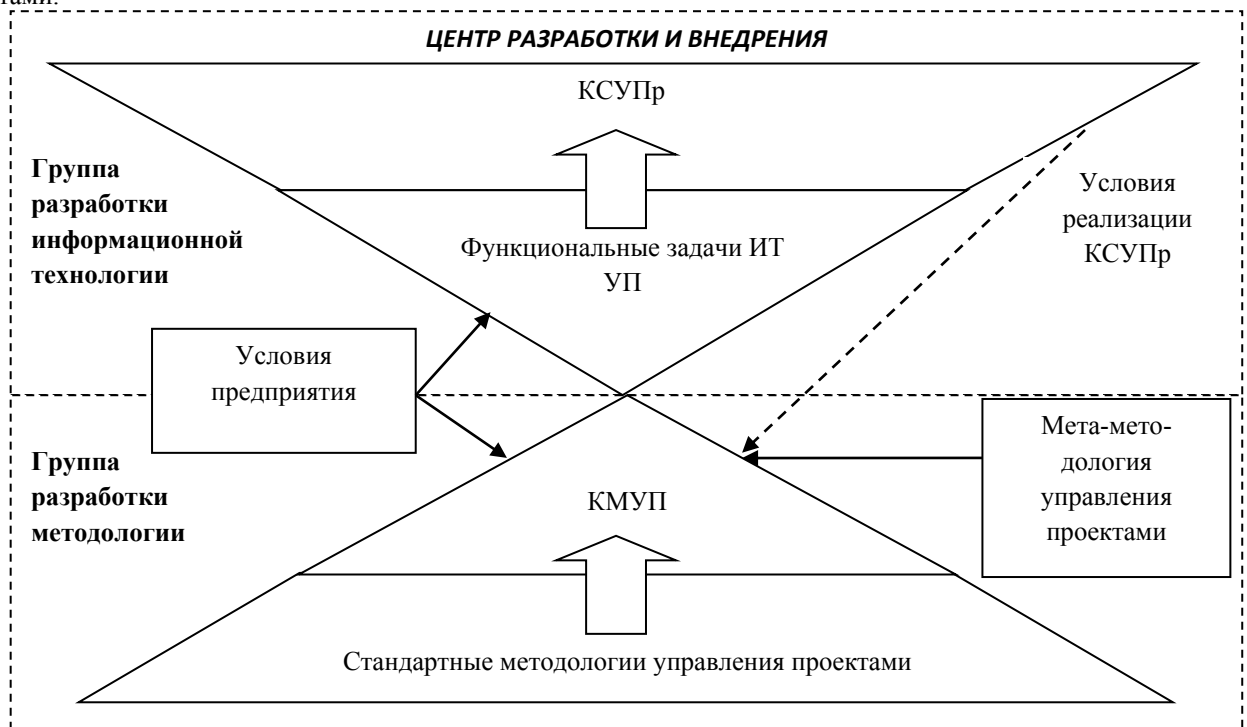 тами.
ЦЕНТР РАЗРАБОТКИ И ВНЕДРЕНИЯ
КСУПр
Группа
разработки
информационной
технологии
Условия
реализации
КСУПр
Функциональные задачи ИТ
УП
Условия
предприятия
Мета-мето-
дология
управления
проектами
Группа
разработки
методологии
КМУП
Стандартные методологии управления проектами